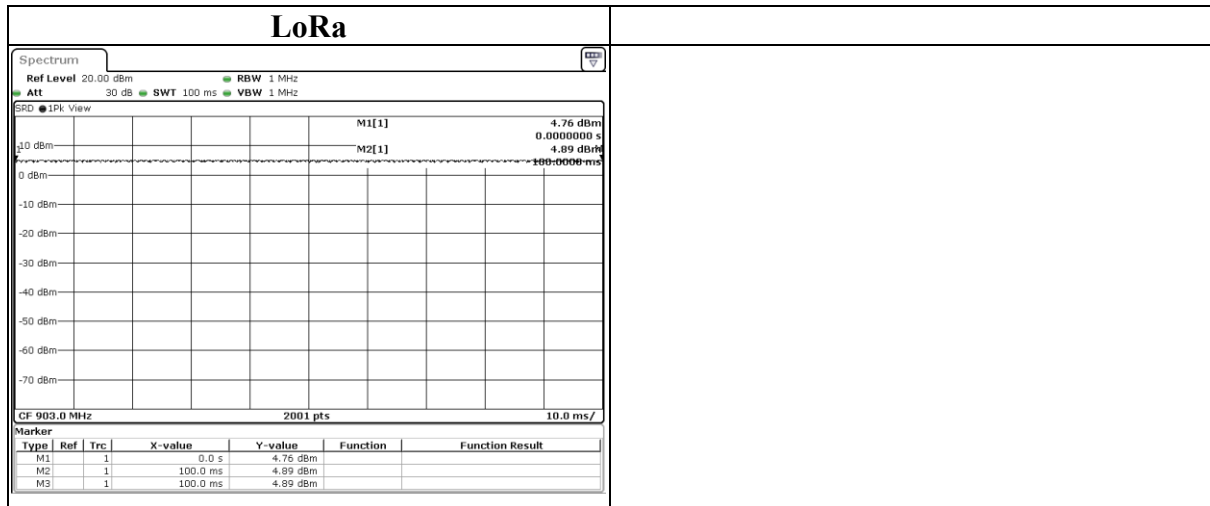 LoRa
Spectrum
Ref Level 20.00 dBm RBW 1 MHz
Att 30 dB SWT 100 ms VBW 1 MHz
SRD 1Pk View
M1[1] 4.76 dBm
0.0000000 s
10 dBm M2[1] 4.89 dBm
100.0000 ms
0 dBm
-10 dBm
-20 dBm
-30 dBm
-40 dBm
-50 dBm
-60 dBm
-70 dBm
CF 903.0 MHz 2001 pts 10.0 ms/
Marker
Type Ref Trc X-value Y-value Function Function Result
M1 1 0.0 s 4.76 dBm
M2 1 100.0 ms 4.89 dBm
M3 1 100.0 ms 4.89 dBm